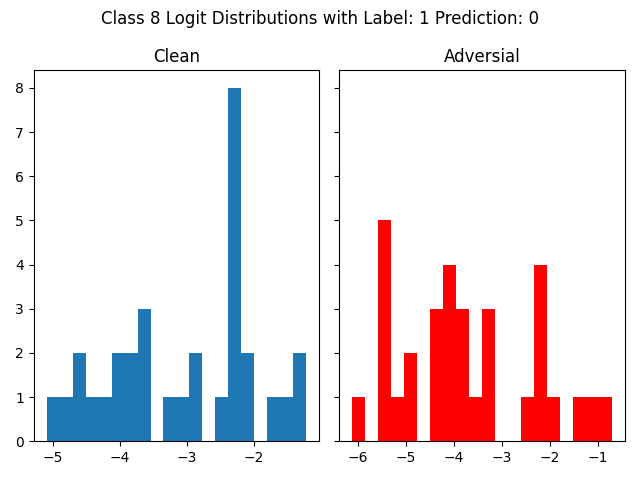 Class 8 Logit Distributions with Label: 1 Prediction: 0
Clean
Adversial
8
7
6
5
4
3
2
1
0
−5 −4 −3 −2
−6 −5 −4 −3 −2 −1